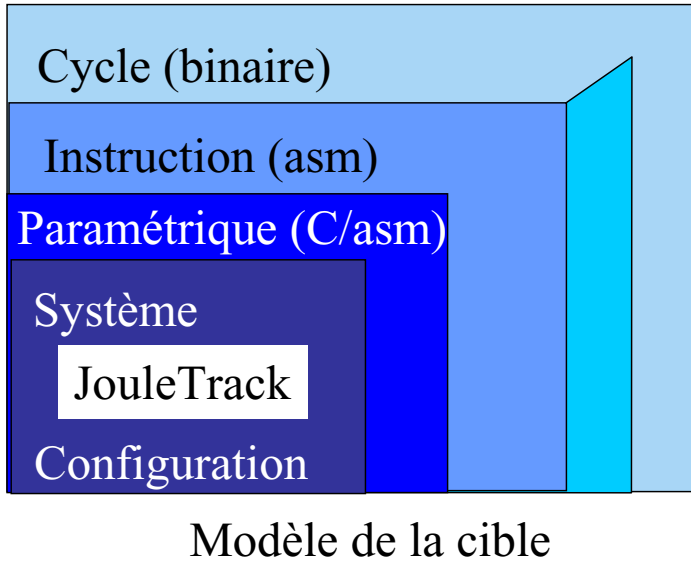 Cycle (binaire)
Instruction (asm)
Paramétrique (C/asm)
Système
JouleTrack
Configuration
Modèle de la cible